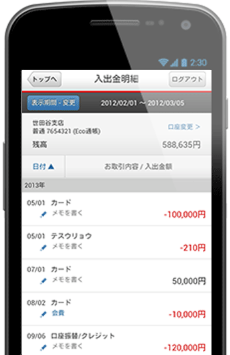 2:30
トップへ 入出金明細 ログアウト
表示期間・変更 2012/02/01 ～ 2012/03/05
世田谷支店
普通 7654321 (Eco通帳) 口座変更 >
残高 588,635円
日付▲ お取引内容 / 入出金額
2013年
05/01 カード
メモを書く -100,000円
05/01 テスウリョウ
メモを書く -210円
07/01 カード
メモを書く 50,000円
08/02 カード
会費 -10,000円
09/06 口座振替/クレジット
メモを書く -120,000円